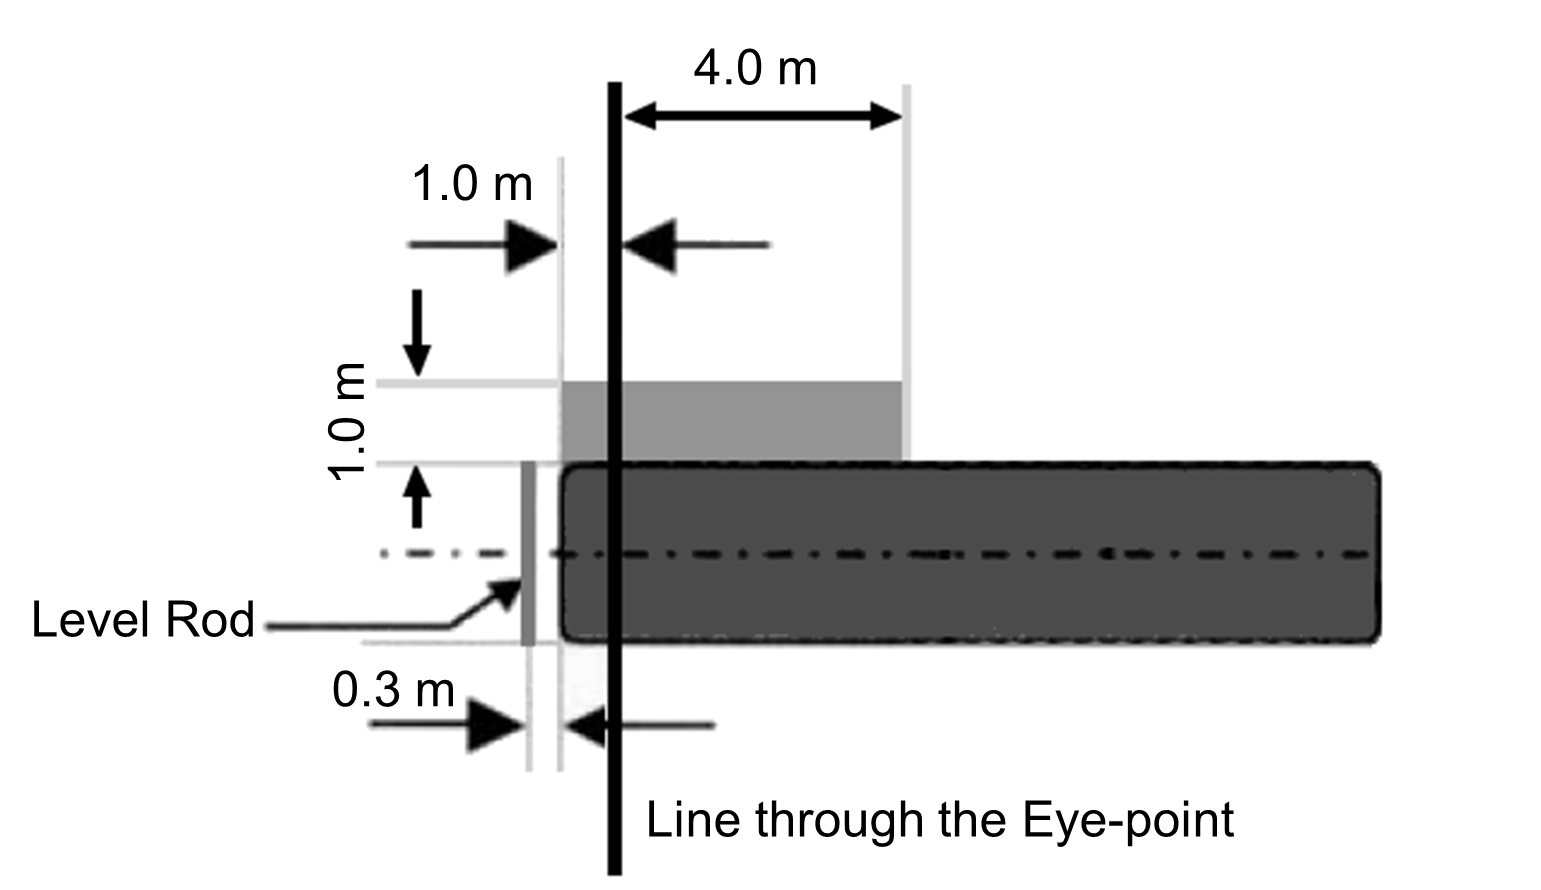 4.0 m
1.0 m
1.0 m
Level Rod
0.3 m
Line through the Eye-point